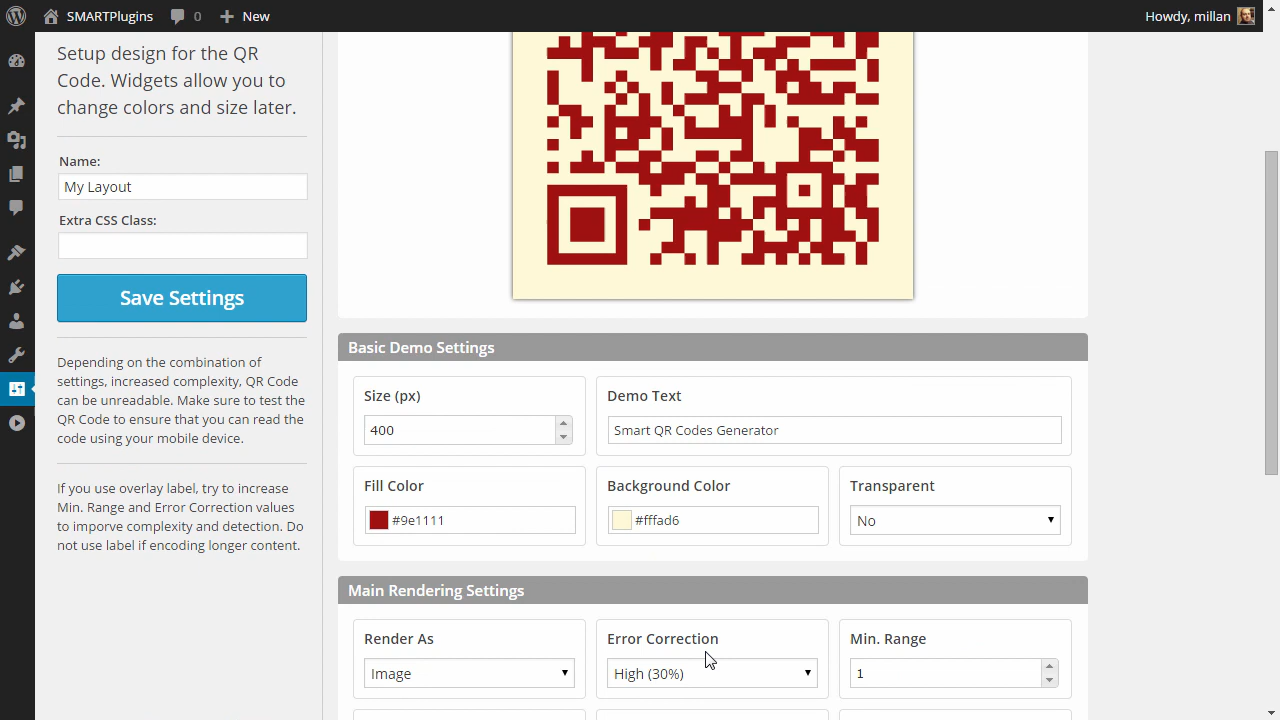 SMARTPlugins 0 New Howdy, millan
Setup design for the QR
Code. Widgets allow you to
change colors and size later.
Name:
My Layout
Extra CSS Class:
Save Settings
Depending on the combination of
settings, increased complexity, QR Code
can be unreadable. Make sure to test the
QR Code to ensure that you can read the
code using your mobile device.
If you use overlay label, try to increase
Min. Range and Error Correction values
to imporve complexity and detection. Do
not use label if encoding longer content.
Basic Demo Settings
Size (px)
400
Demo Text
Smart QR Codes Generator
Fill Color
#9e1111
Background Color
#fffad6
Transparent
No
Main Rendering Settings
Render As
Image
Error Correction
High (30%)
Min. Range
1